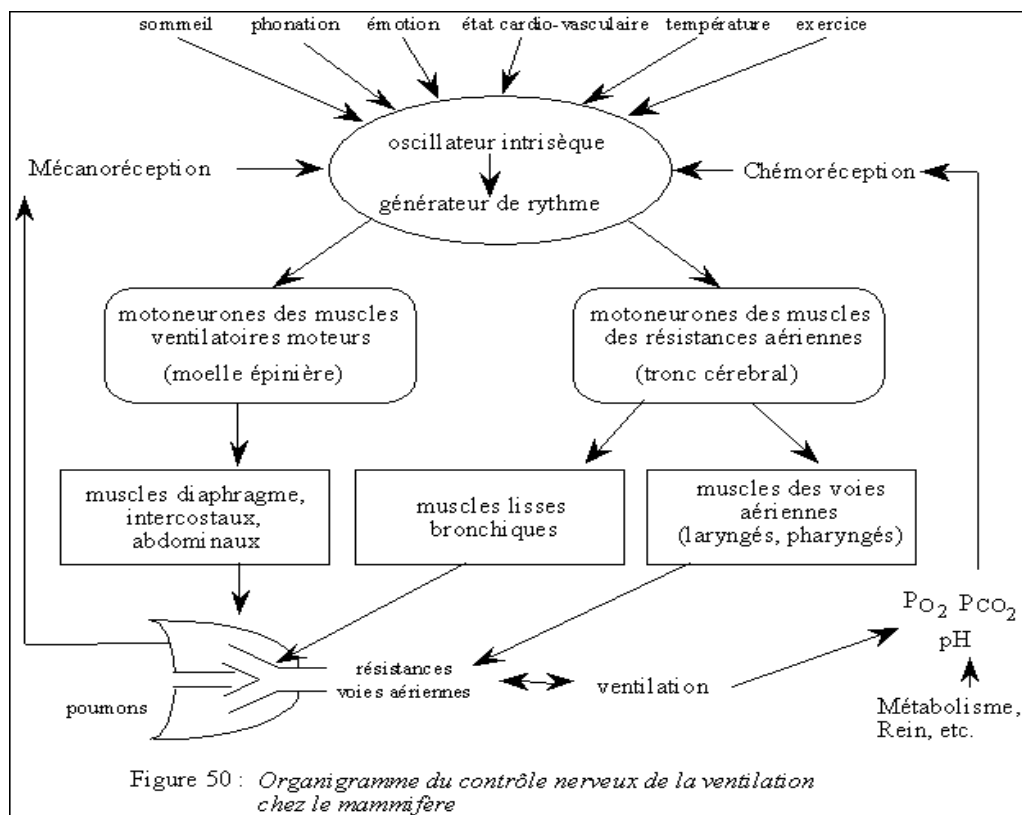 sommeil phonation émotion état cardio-vasculaire température exercice
oscillateur intrisèque
Mécanoréception
Chémoréception
générateur de rythme
motoneurones des muscles
ventilatoires moteurs
(moelle épinière)
motoneurones des muscles
des résistances aériennes
(tronc cérebral)
muscles diaphragme,
intercostaux,
abdominaux
muscles lisses
bronchiques
muscles des voies
aériennes
(laryngés, pharyngés)
PO2 PCO2
pH
résistances
voies aériennes
ventilation
poumons
Métabolisme,
Rein, etc.
Figure 50 : Organigramme du contrôle nerveux de la ventilation
chez le mammifère